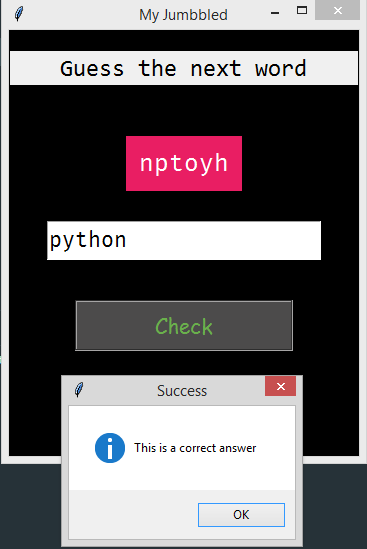 My Jumbbled
Guess the next word
nptoyh
python
Check
Success
This is a correct answer
OK